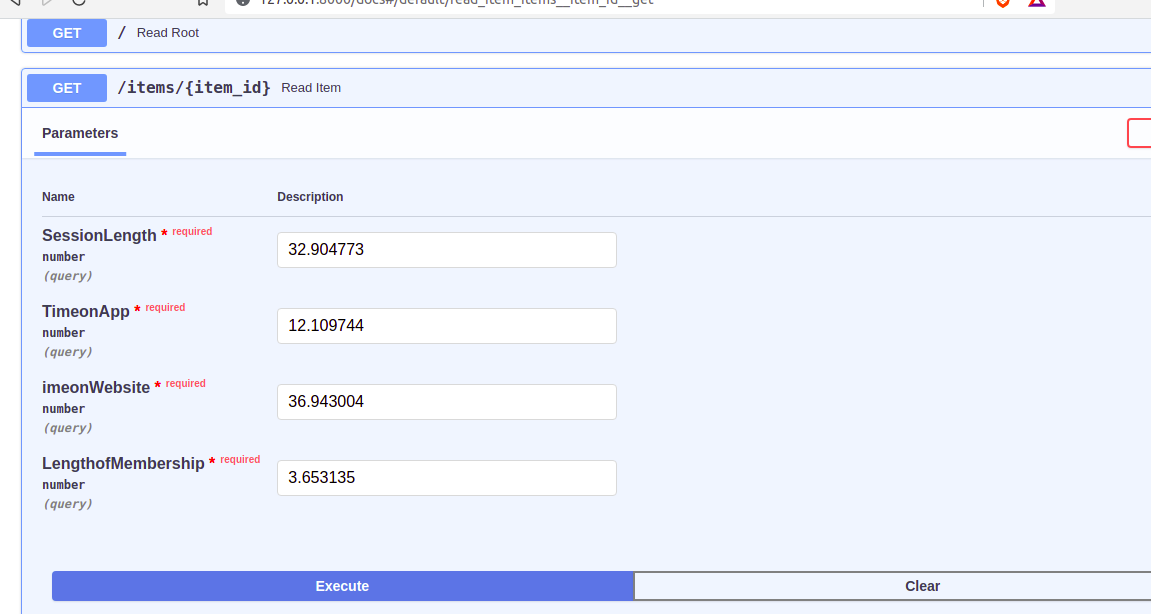 127.0.0.1:8000/docs#/default/read_item_items__item_id__get
GET / Read Root
GET /items/{item_id} Read Item
Parameters
Name Description
SessionLength * required
number
(query)
32.904773
TimeonApp * required
number
(query)
12.109744
imeonWebsite * required
number
(query)
36.943004
LengthofMembership * required
number
(query)
3.653135
Execute Clear